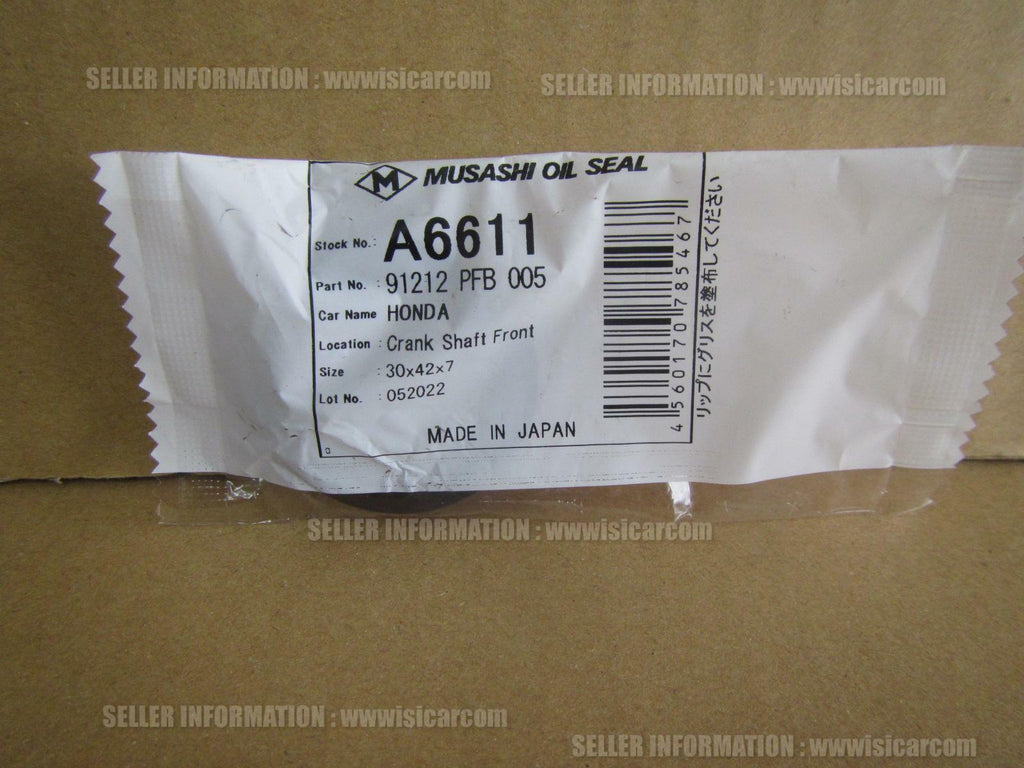 SELLER INFORMATION : wwwisicarcom
SELLER INFORMATION : wwwisicarcom
M MUSASHI OIL SEAL
Stock No.: A6611
Part No. : 91212 PFB 005
Car Name HONDA
Location : Crank Shaft Front
Size : 30×42×7
Lot No. : 052022
MADE IN JAPAN
4560170785467
リップにグリスを塗布してください
SELLER INFORMATION : wwwisicarcom
SELLER INFORMATION : wwwisicarcom
SELLER INFORMATION : wwwisicarcom